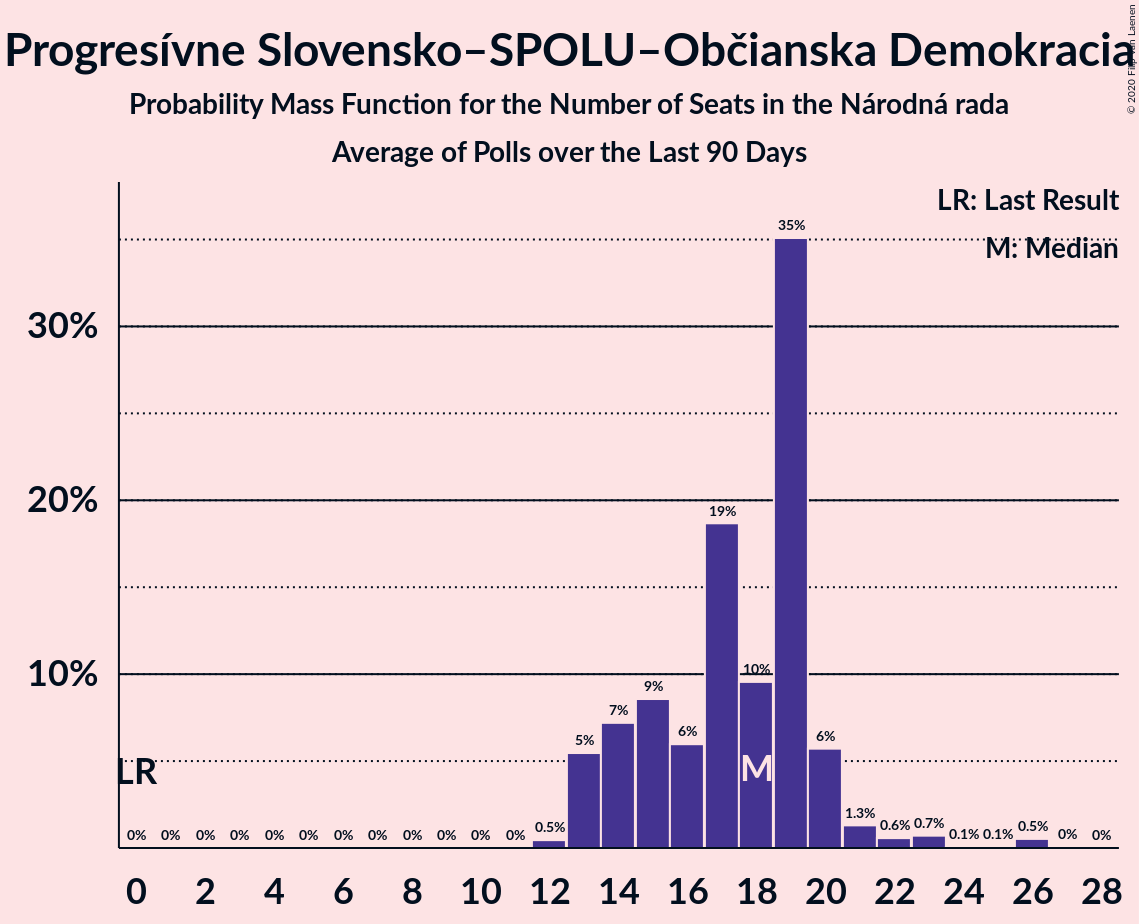 Progresívne Slovensko–SPOLU–Občianska Demokracia
Probability Mass Function for the Number of Seats in the Národná rada
Average of Polls over the Last 90 Days
© 2020 Filip van Laenen
LR: Last Result
M: Median
30%
20%
10%
35%
19%
10%
9%
7%
6%
5%
6%
LR
M
0% 0% 0% 0% 0% 0% 0% 0% 0% 0% 0% 0% 0.5% 1.3% 0.6% 0.7% 0.1% 0.1% 0.5% 0% 0%
0 2 4 6 8 10 12 14 16 18 20 22 24 26 28